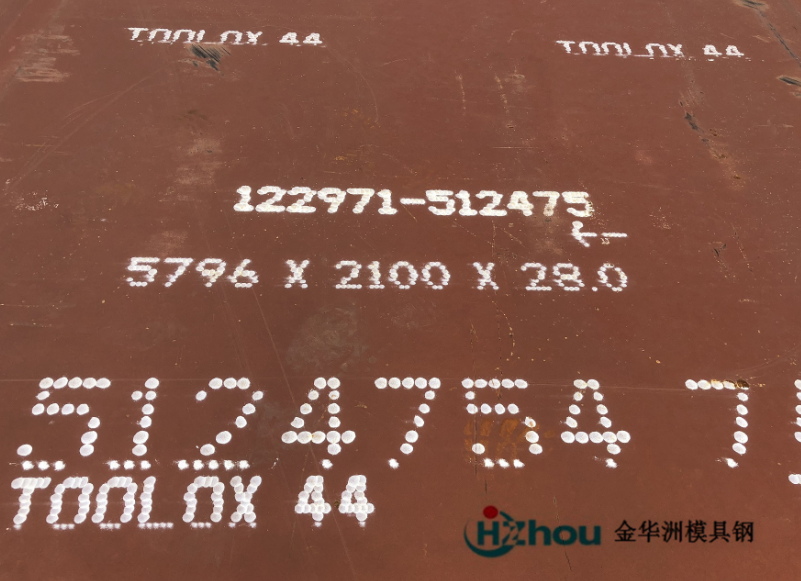 TOOLOX 44 TOOLOX 44
122971-512475
5796 X 2100 X 28.0
5124754 7
TOOLOX 44
HZhou 金华洲模具钢